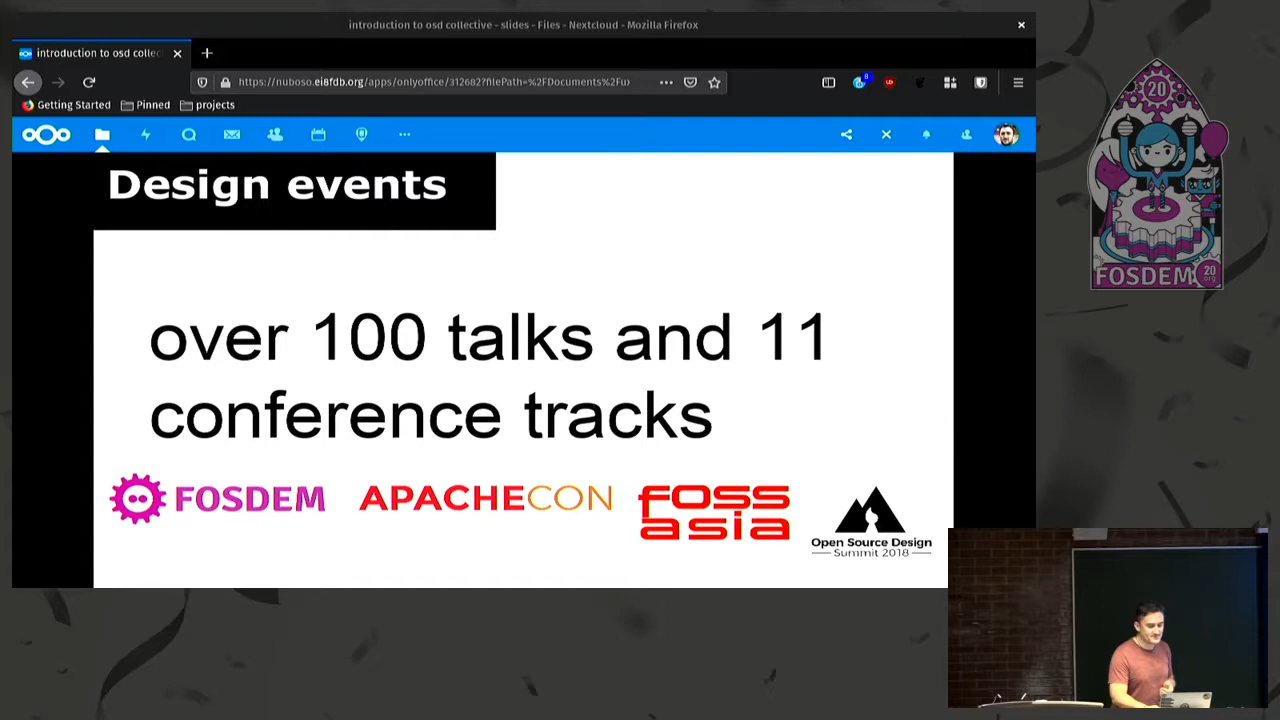 introduction to osd collective - slides - Files - Nextcloud - Mozilla Firefox
introduction to osd collec
https://nuboso.ei8fdb.org/apps/onlyoffice/312682?filePath=%2FDocuments%2Fux
Getting Started
Pinned
projects
Design events
over 100 talks and 11
conference tracks
FOSDEM
APACHECON
FOSS
asia
Open Source Design
Summit 2018
20
FOSDEM
20
.org